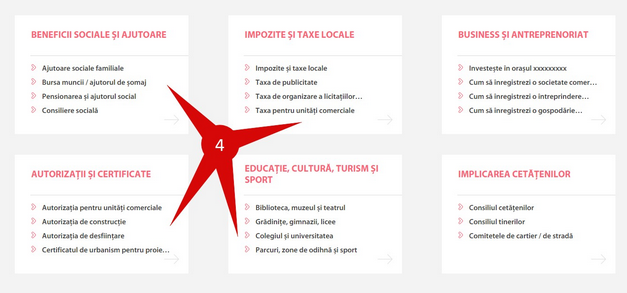 BENEFICII SOCIALE ȘI AJUTOARE
Ajutoare sociale familiale
Bursa muncii / ajutorul de șomaj
Pensionarea și ajutorul social
Consiliere socială
IMPOZITE ȘI TAXE LOCALE
Impozite și taxe locale
Taxa de publicitate
Taxa de organizare a licitațiilor...
Taxa pentru unități comerciale
BUSINESS ȘI ANTREPRENORIAT
Investește în orașul xxxxxxxxx
Cum să inregistrezi o societate comer...
Cum să inregistrezi o intreprindere...
Cum să inregistrezi o gospodărie...
4
AUTORIZAȚII ȘI CERTIFICATE
Autorizația pentru unități comerciale
Autorizația de construcție
Autorizația de desființare
Certificatul de urbanism pentru proie...
EDUCAȚIE, CULTURĂ, TURISM ȘI
SPORT
Biblioteca, muzeul și teatrul
Grădinițe, gimnazii, licee
Colegiul și universitatea
Parcuri, zone de odihnă și sport
IMPLICAREA CETĂȚENILOR
Consiliul cetățenilor
Consiliul tinerilor
Comitetele de cartier / de stradă